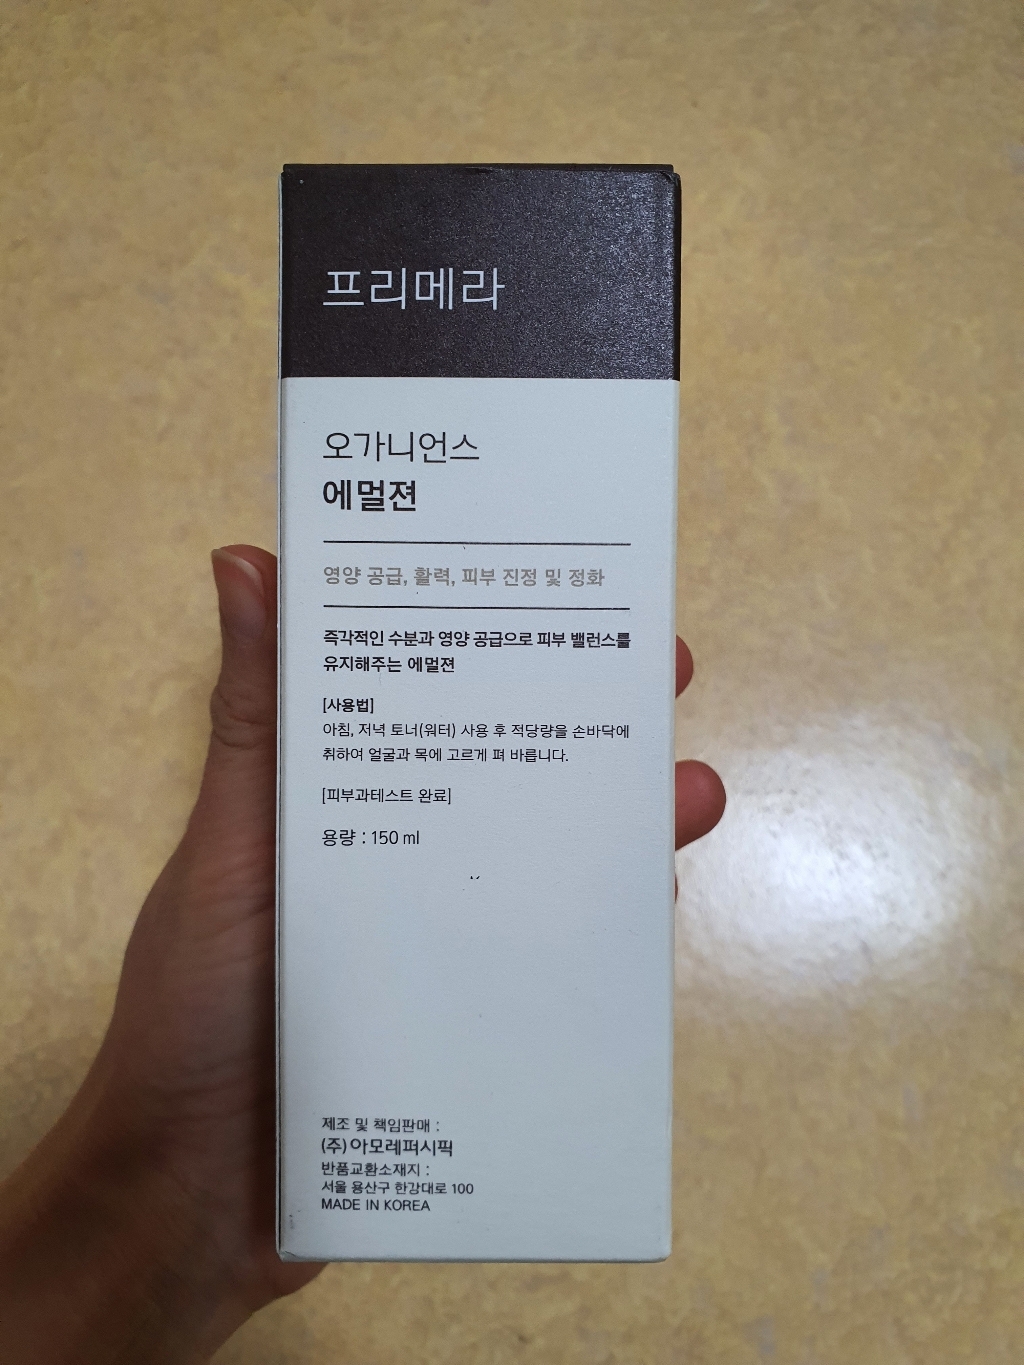 프리메라
오가니언스
에멀젼
영양 공급, 활력, 피부 진정 및 정화
즉각적인 수분과 영양 공급으로 피부 밸런스를
유지해주는 에멀젼
[사용법]
아침, 저녁 토너(워터) 사용 후 적당량을 손바닥에
취하여 얼굴과 목에 고르게 펴 바릅니다.
[피부과테스트 완료]
용량 : 150 ml
제조 및 책임판매 :
(주)아모레퍼시픽
반품교환소재지 :
서울 용산구 한강대로 100
MADE IN KOREA